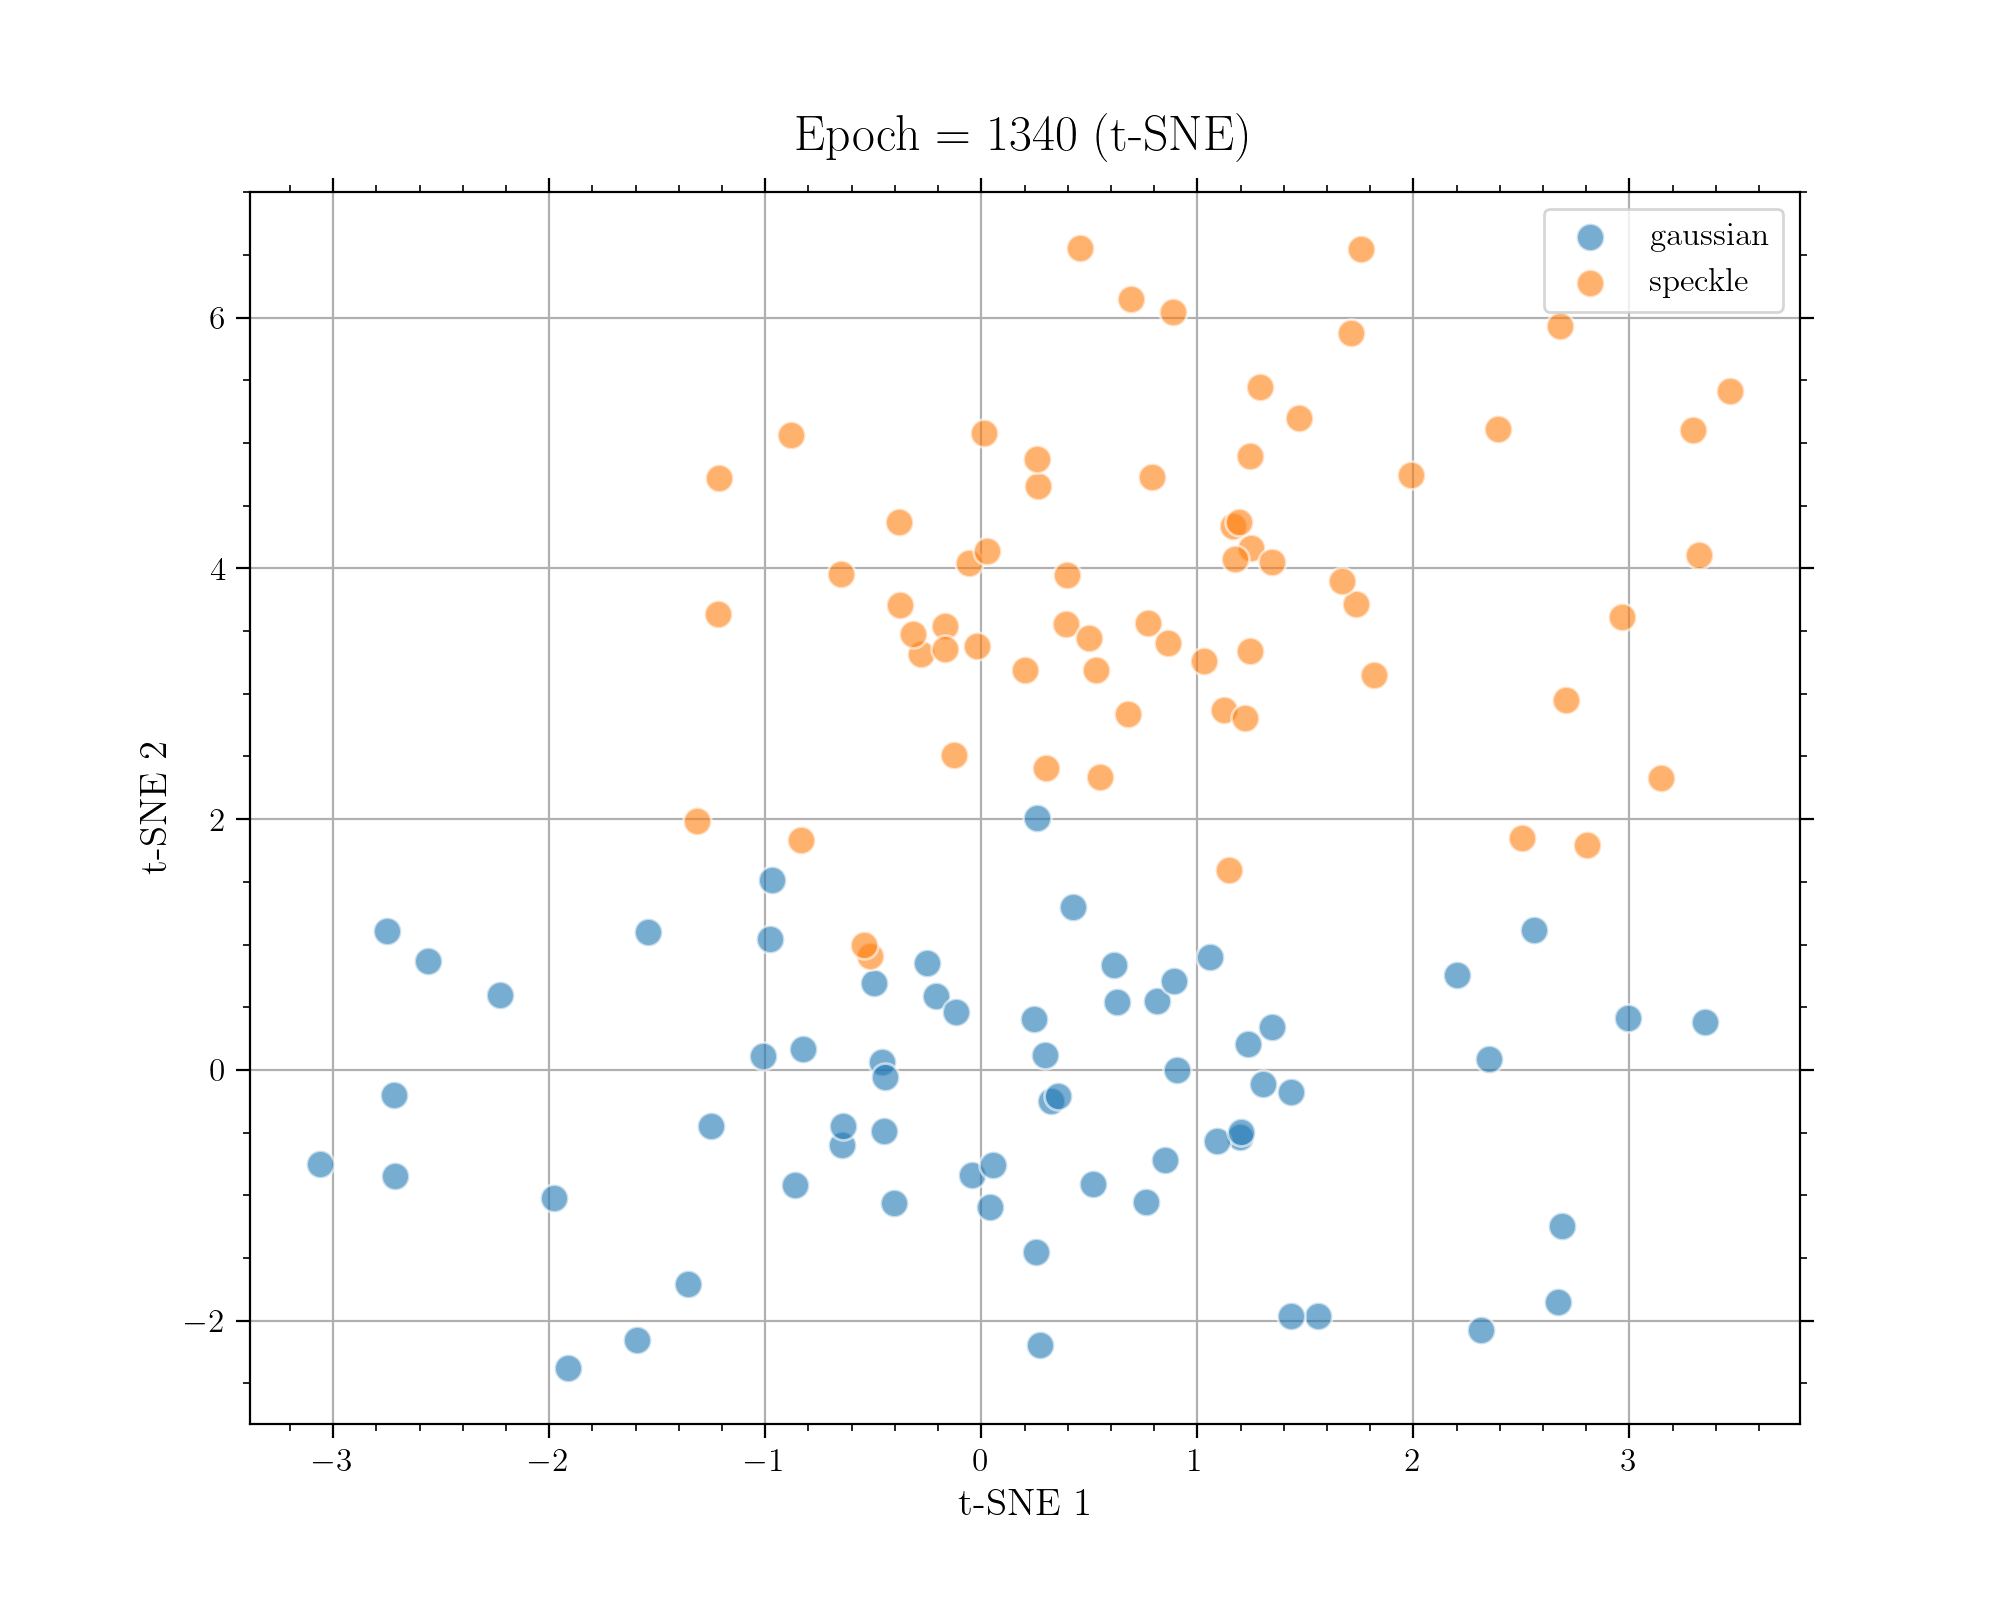 Epoch = 1340 (t-SNE)
gaussian
speckle
6
4
2
0
−2
t-SNE 2
−3 −2 −1 0 1 2 3
t-SNE 1